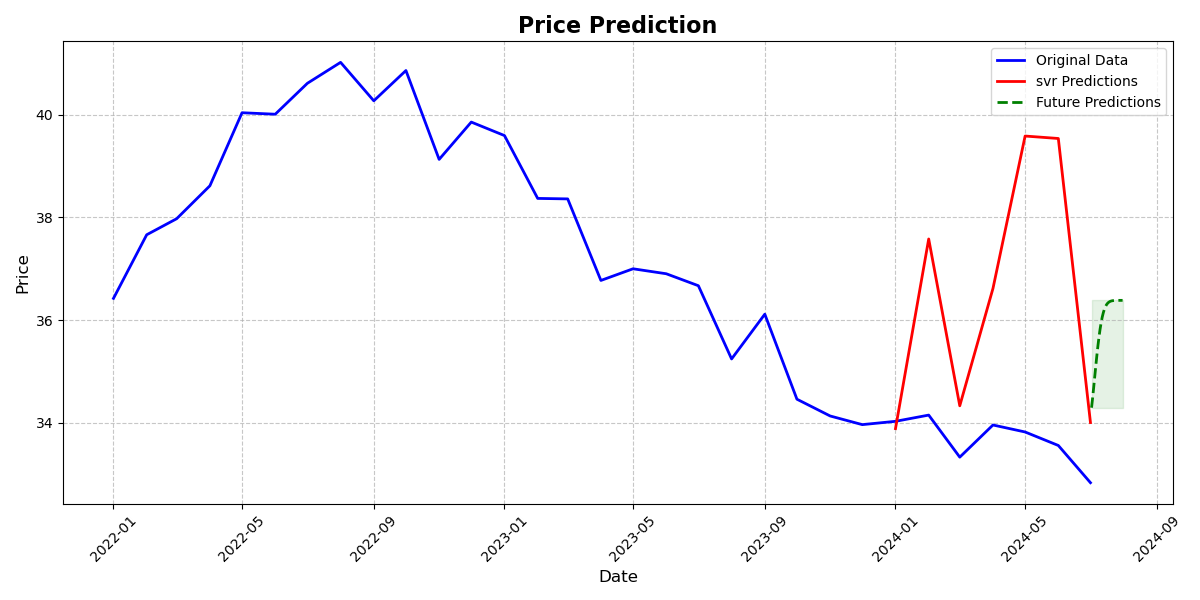 Price Prediction
Original Data
svr Predictions
Future Predictions
Price
40
38
36
34
2022-01
2022-05
2022-09
2023-01
2023-05
2023-09
2024-01
2024-05
2024-09
Date